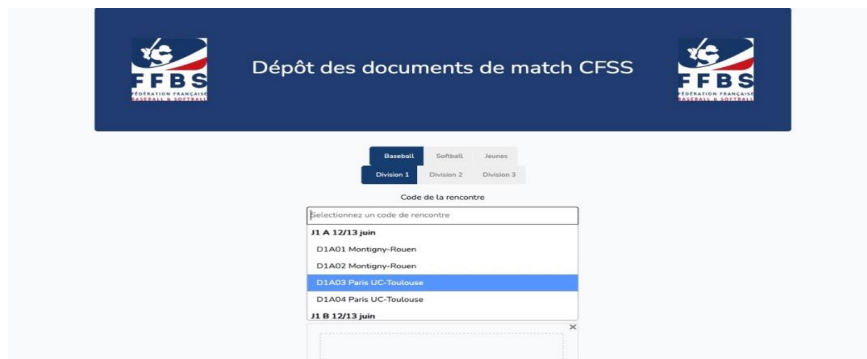 FFBS
FÉDÉRATION FRANÇAISE
BASEBALL & SOFTBALL
Dépôt des documents de match CFSS
FFBS
FÉDÉRATION FRANÇAISE
BASEBALL & SOFTBALL
Baseball Softball Jeunes
Division 1 Division 2 Division 3
Code de la rencontre
Selectionnez un code de rencontre
J1 A 12/13 juin
D1A01 Montigny-Rouen
D1A02 Montigny-Rouen
D1A03 Paris UC-Toulouse
D1A04 Paris UC-Toulouse
J1 B 12/13 juin
×